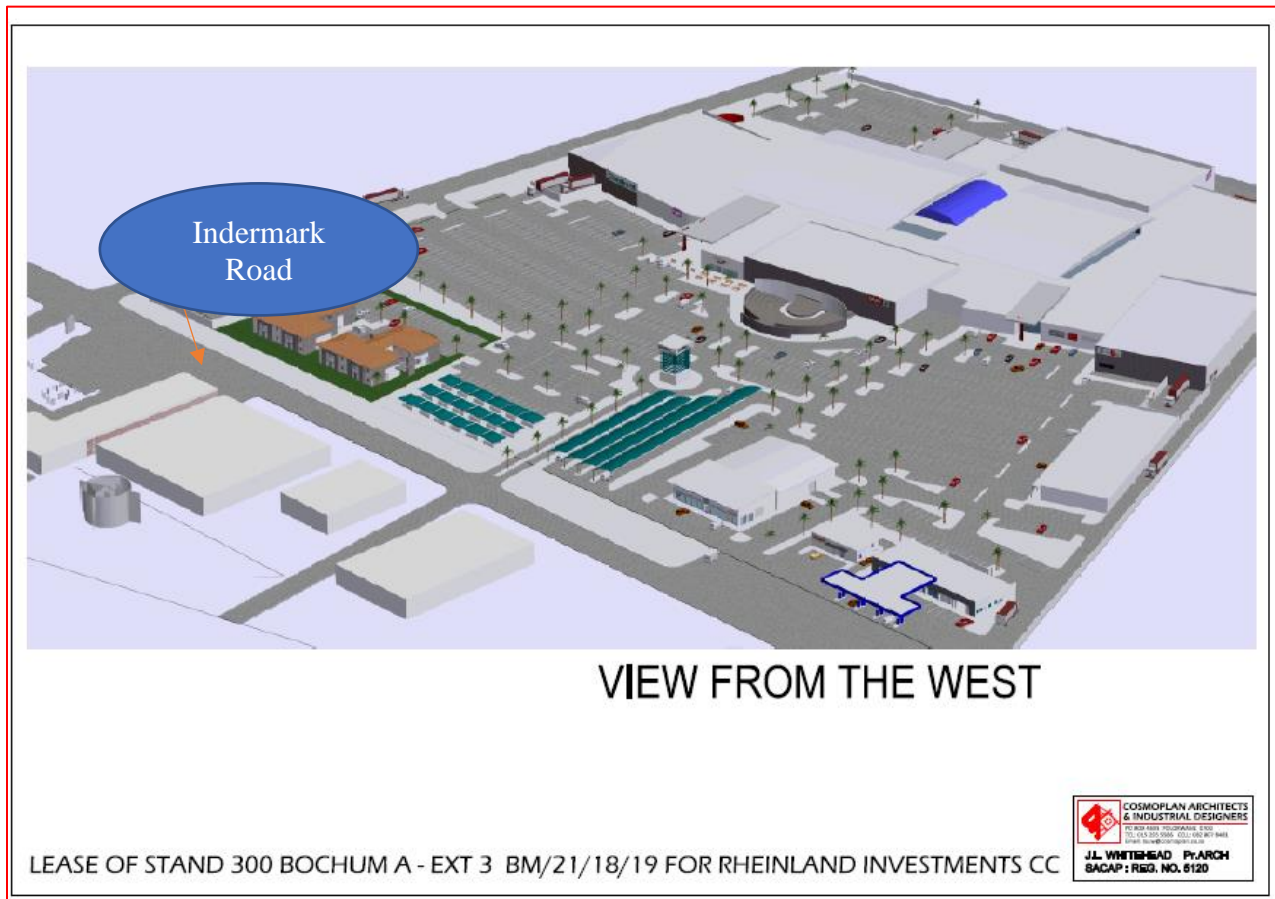 Indermark
Road
VIEW FROM THE WEST
LEASE OF STAND 300 BOCHUM A - EXT 3 BM/21/18/19 FOR RHEINLAND INVESTMENTS CC
COSMOPLAN ARCHITECTS
& INDUSTRIAL DESIGNERS
J.L. WHITEHEAD Pr.ARCH
SACAP : REG. NO. 5120